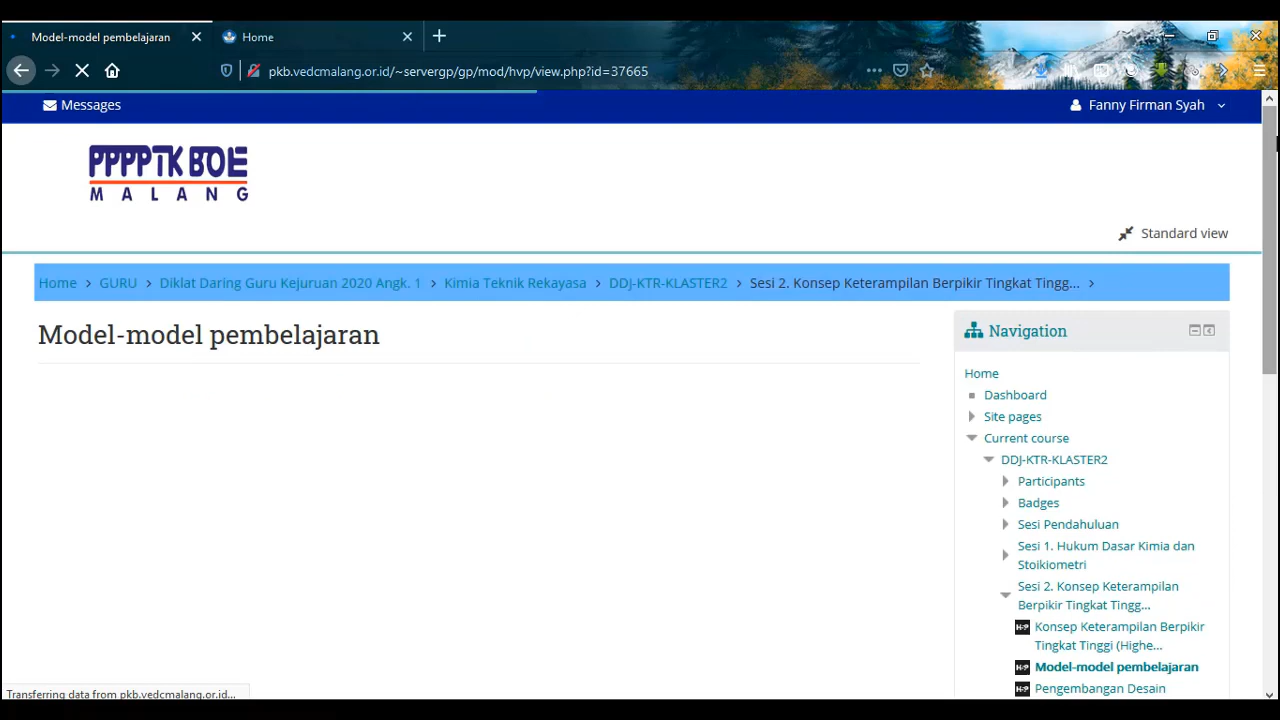 Model-model pembelajaran
Home
pkb.vedcmalang.or.id/~servergp/gp/mod/hvp/view.php?id=37665
Messages
Fanny Firman Syah
PPPPTK BOE
MALANG
Standard view
Home > GURU > Diklat Daring Guru Kejuruan 2020 Angk. 1 > Kimia Teknik Rekayasa > DDJ-KTR-KLASTER2 > Sesi 2. Konsep Keterampilan Berpikir Tingkat Tingg... >
Model-model pembelajaran
Navigation
Home
Dashboard
Site pages
Current course
DDJ-KTR-KLASTER2
Participants
Badges
Sesi Pendahuluan
Sesi 1. Hukum Dasar Kimia dan
Stoikiometri
Sesi 2. Konsep Keterampilan
Berpikir Tingkat Tingg...
H-P Konsep Keterampilan Berpikir
Tingkat Tinggi (Highe...
H-P Model-model pembelajaran
H-P Pengembangan Desain
Transferring data from pkb.vedcmalang.or.id...